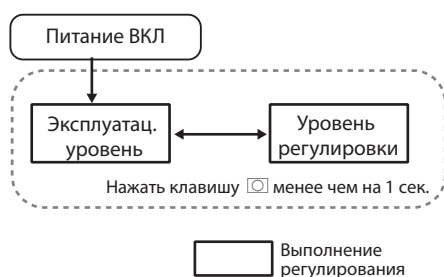 Питание ВКЛ
Эксплуатац.
уровень
Уровень
регулировки
Нажать клавишу менее чем на 1 сек.
Выполнение
регулирования